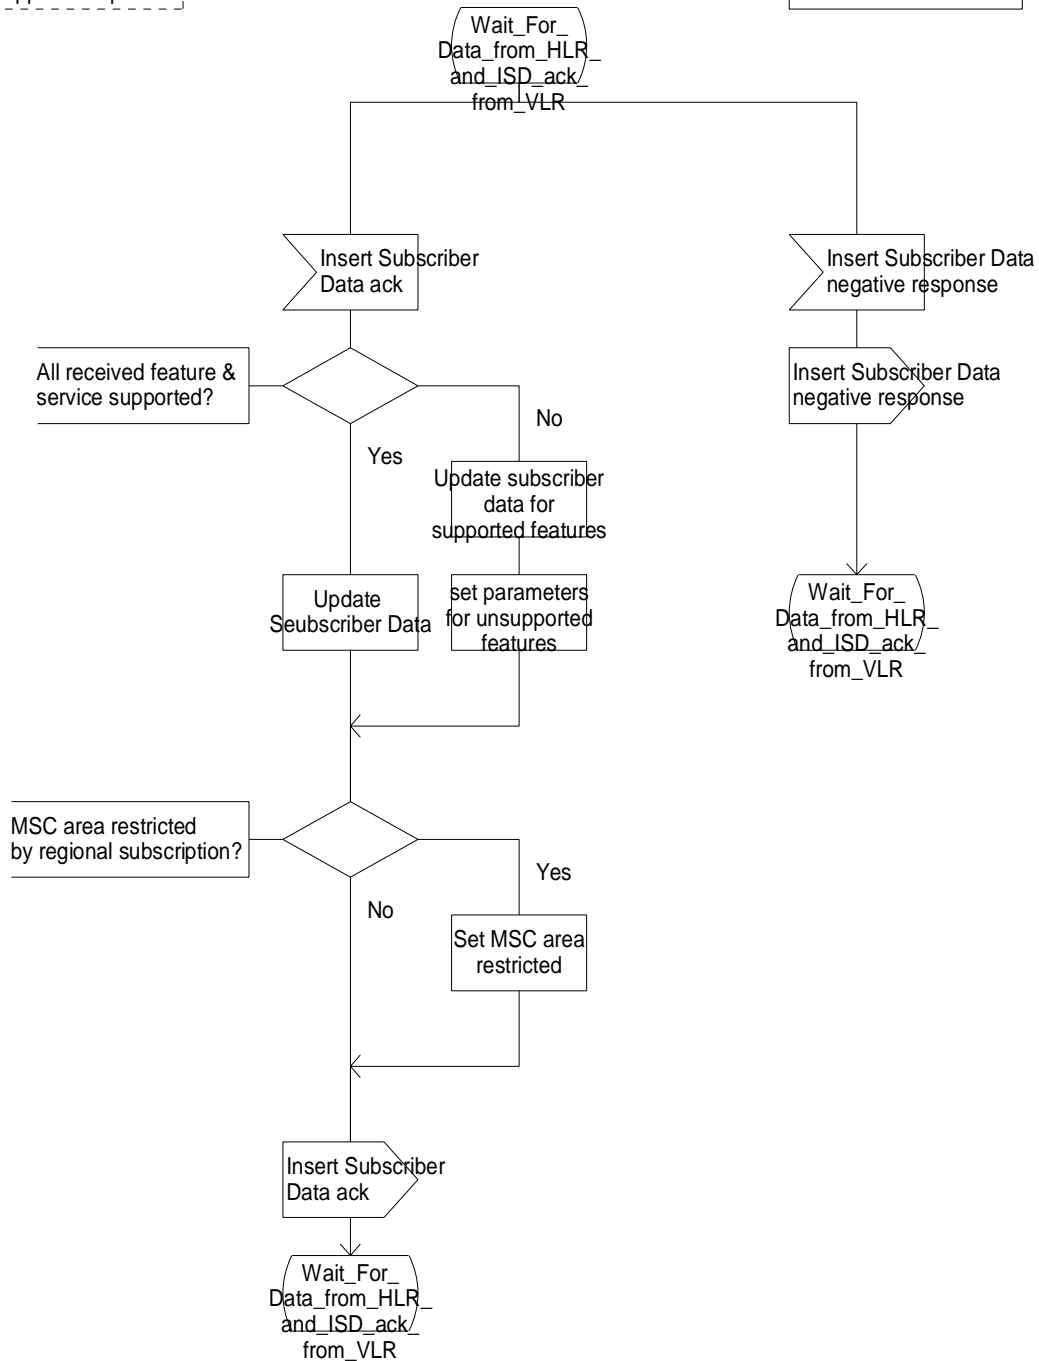 Wait_For_
Data_from_HLR_
and_ISD_ack_
from_VLR
Insert Subscriber
Data ack
Insert Subscriber Data
negative response
All received feature &
service supported?
Insert Subscriber Data
negative response
No
Yes
Update subscriber
data for
supported features
Update
Seubscriber Data
set parameters
for unsupported
features
Wait_For_
Data_from_HLR_
and_ISD_ack_
from_VLR
MSC area restricted
by regional subscription?
Yes
No
Set MSC area
restricted
Insert Subscriber
Data ack
Wait_For_
Data_from_HLR_
and_ISD_ack_
from_VLR